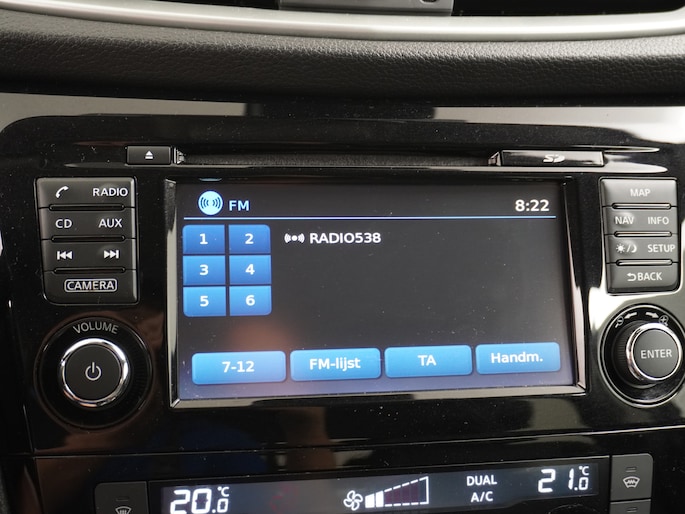 SD
RADIO
CD AUX
CAMERA
VOLUME
FM 8:22
1 2 RADIO538
3 4
5 6
7-12 FM-lijst TA Handm.
MAP
NAV INFO
SETUP
BACK
ENTER
20.0°C DUAL A/C 21.0°C